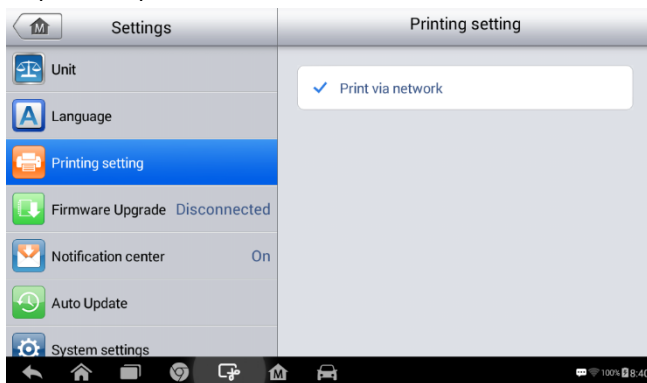 Settings
Printing setting
Unit
Print via network
Language
Printing setting
Firmware Upgrade Disconnected
Notification center On
Auto Update
System settings
100% 8:40